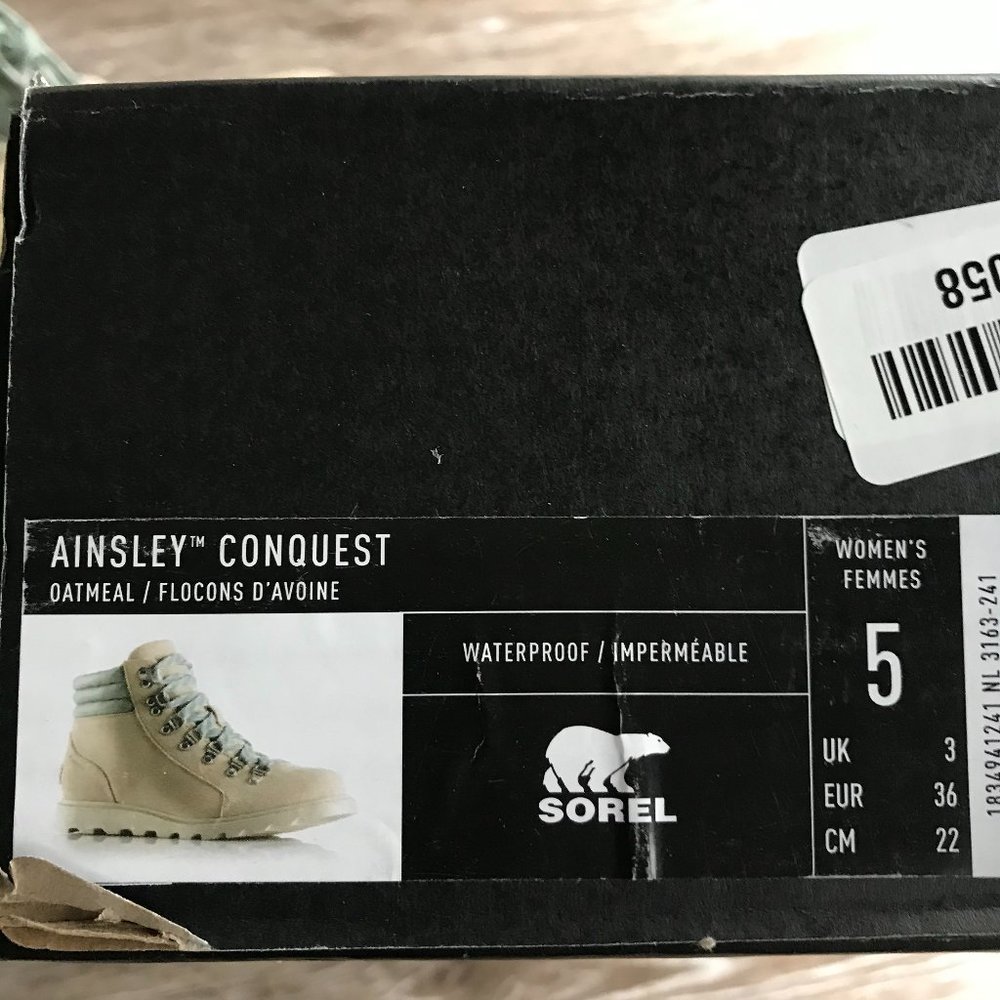 058
AINSLEY™ CONQUEST
OATMEAL / FLOCONS D'AVOINE
WATERPROOF / IMPERMÉABLE
SOREL
WOMEN'S
FEMMES
5
UK 3
EUR 36
CM 22
1834941241 NL 3163-241